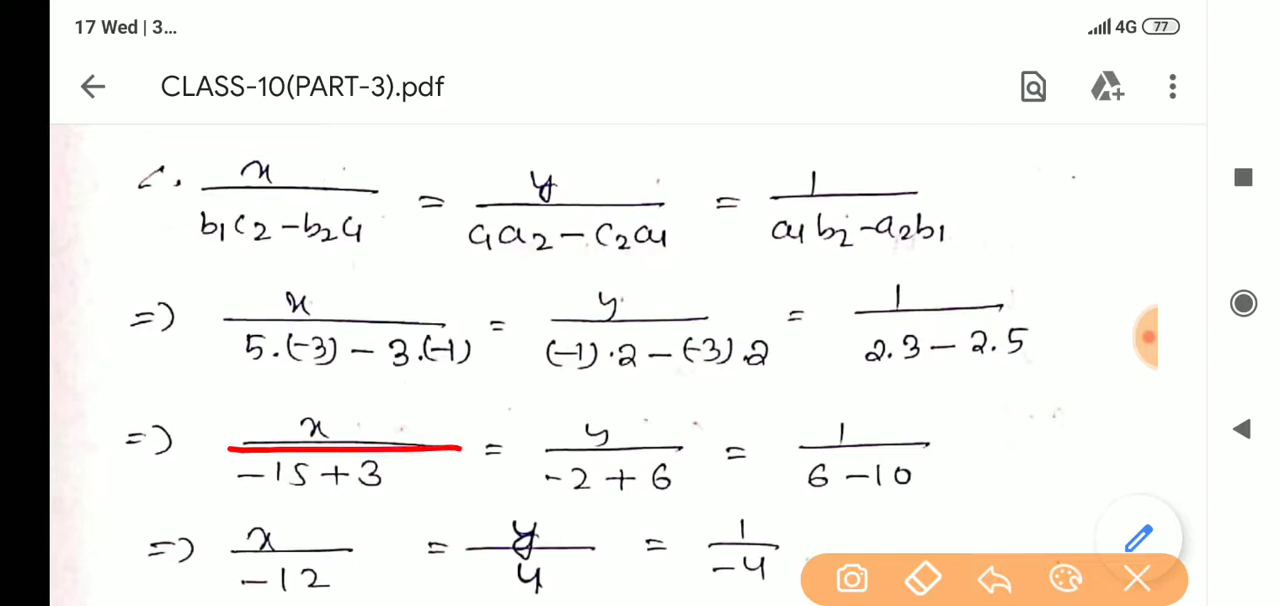 17 Wed | 3... 4G 77
CLASS-10(PART-3).pdf
∴ x/(b₁c₂-b₂c₁) = y/(c₁a₂-c₂a₁) = 1/(a₁b₂-a₂b₁)
=> x/(5.(-3)-3.(-1)) = y/((-1).2-(-3).2) = 1/(2.3-2.5)
=> x/(-15+3) = y/(-2+6) = 1/(6-10)
=> x/(-12) = y/4 = 1/(-4)